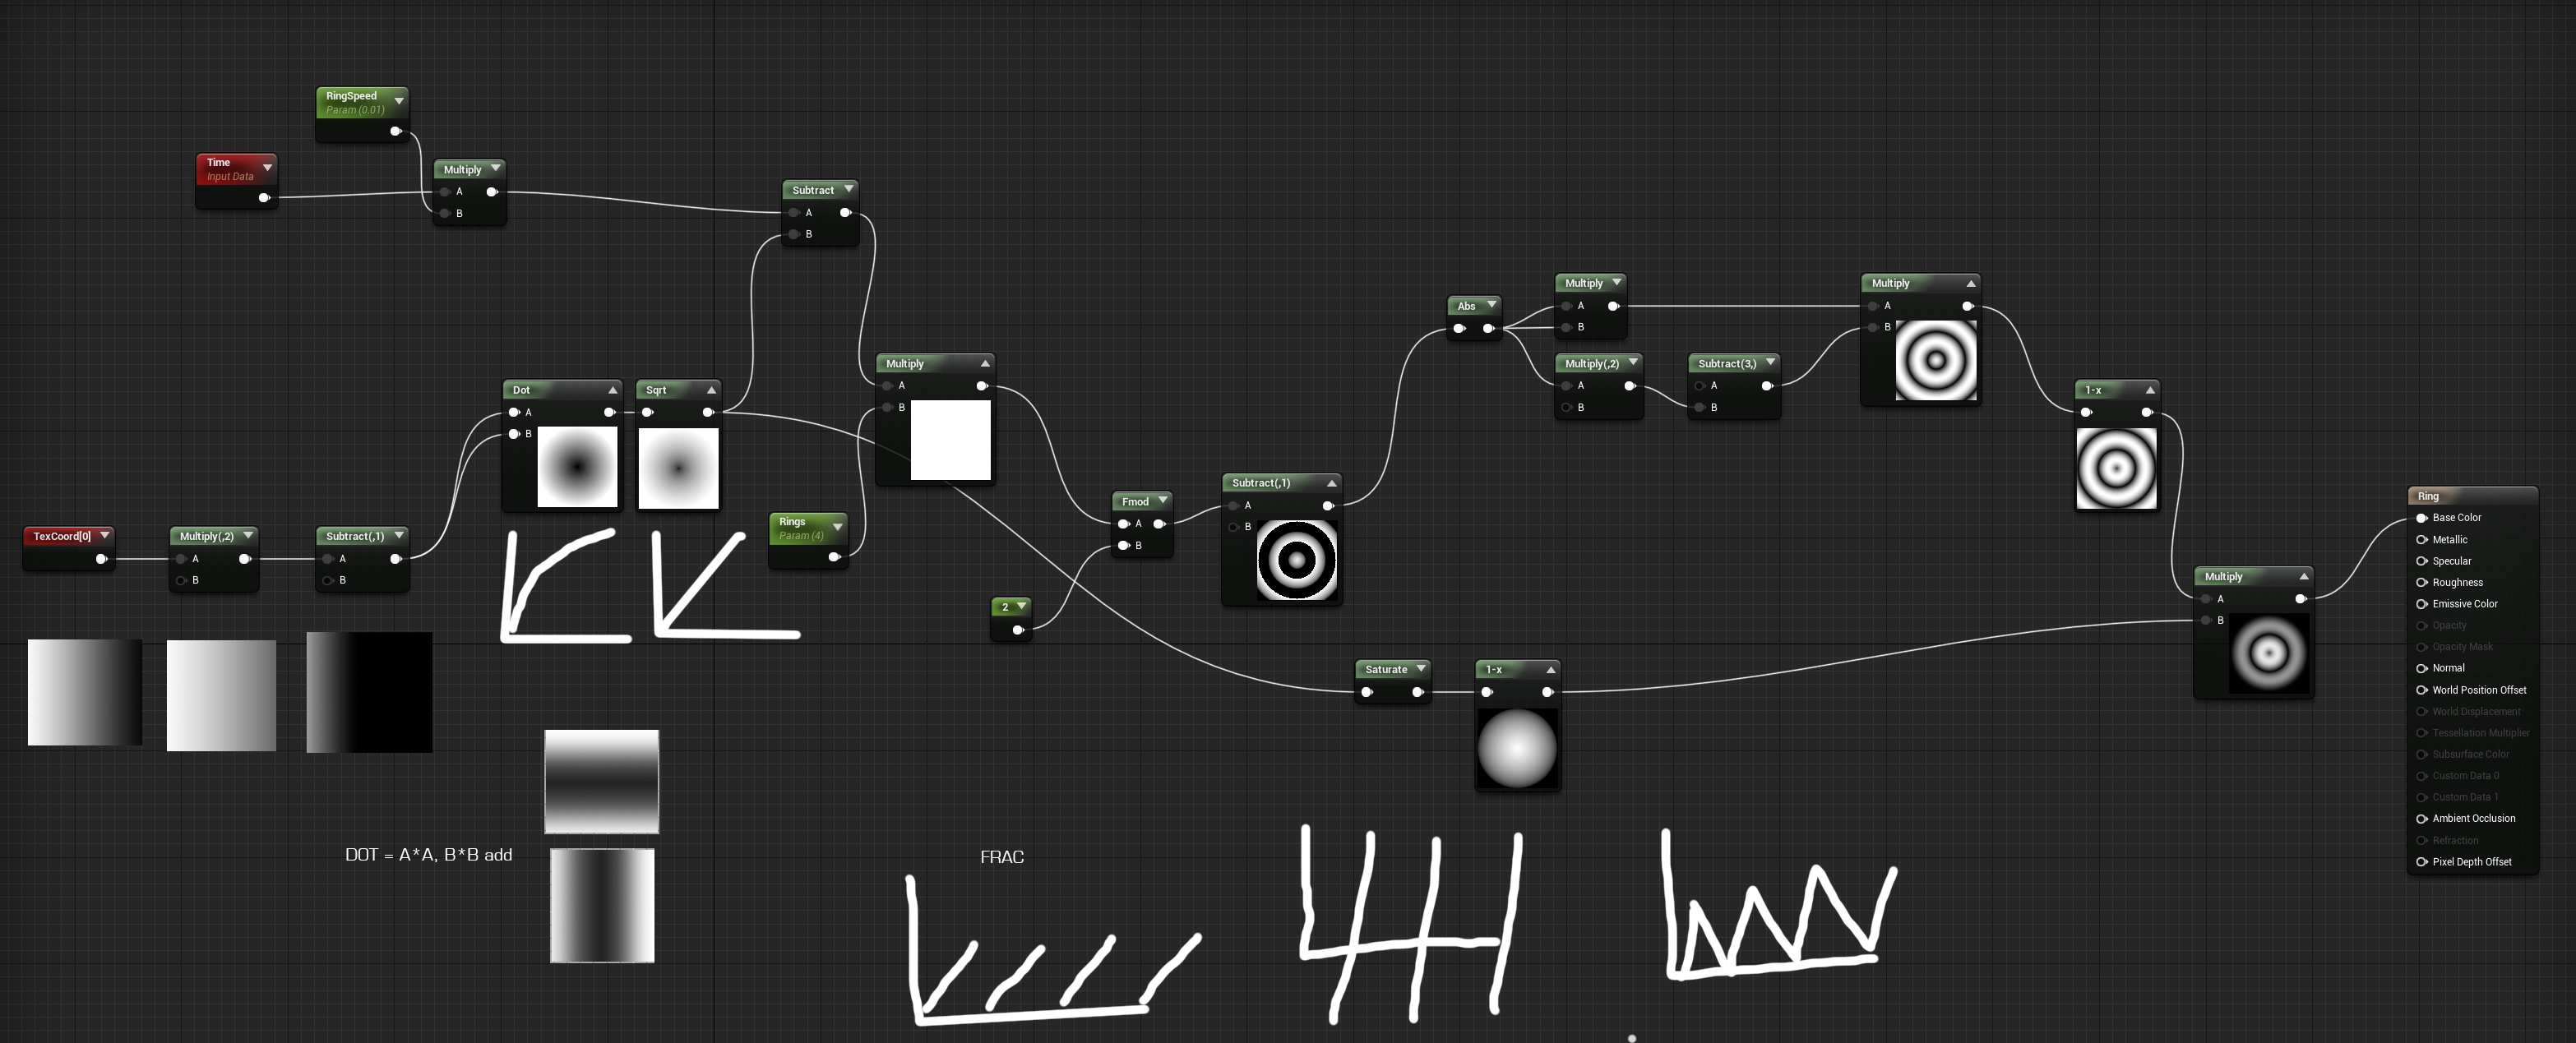 RingSpeed
Param (0.01)
Time
Input Data
Multiply
A
B
Subtract
A
B
TexCoord[0]
Multiply(,2)
A
B
Subtract(,1)
A
B
Dot
A
B
Sqrt
Multiply
A
B
Rings
Param (4)
2
Fmod
A
B
Subtract(,1)
A
B
Abs
Multiply
A
B
Multiply(,2)
A
B
Subtract(3,)
A
B
Multiply
A
B
1-x
Saturate
1-x
Multiply
A
B
Ring
Base Color
Metallic
Specular
Roughness
Emissive Color
Opacity
Opacity Mask
Normal
World Position Offset
World Displacement
Tessellation Multiplier
Subsurface Color
Custom Data 0
Custom Data 1
Ambient Occlusion
Refraction
Pixel Depth Offset
DOT = A*A, B*B add
FRAC